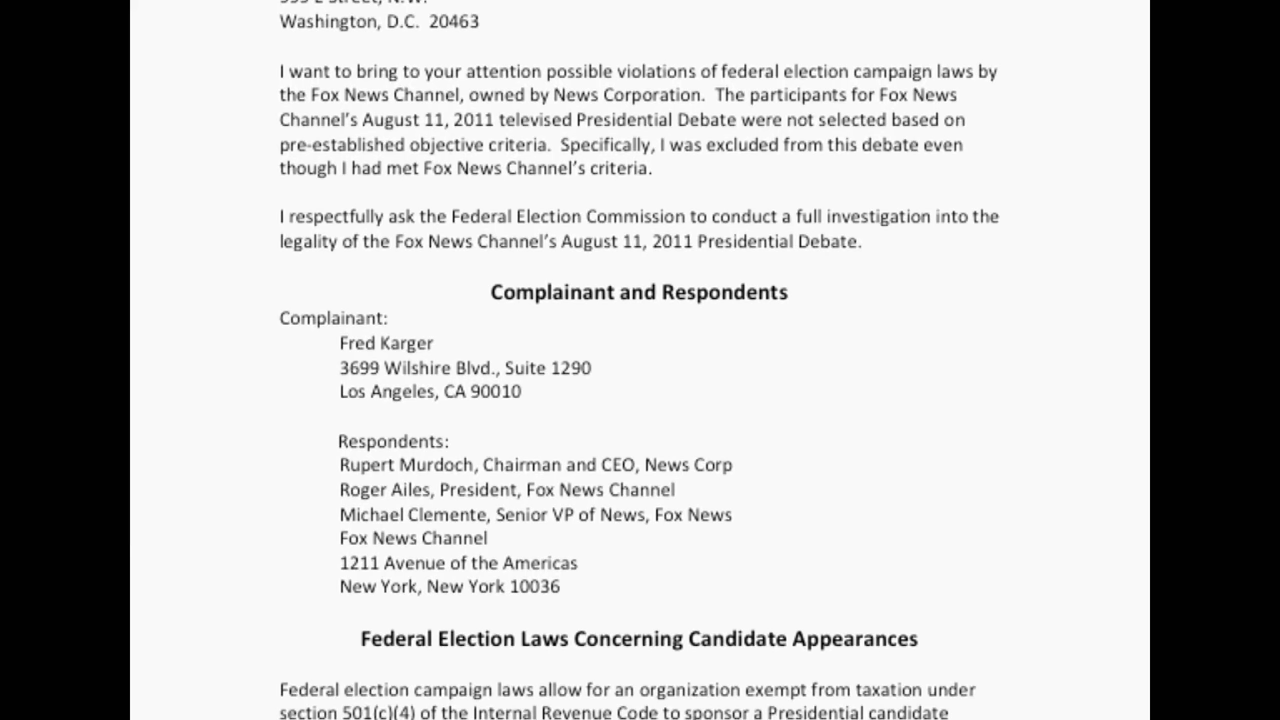 Washington, D.C.  20463
I want to bring to your attention possible violations of federal election campaign laws by
the Fox News Channel, owned by News Corporation.  The participants for Fox News
Channel’s August 11, 2011 televised Presidential Debate were not selected based on
pre-established objective criteria.  Specifically, I was excluded from this debate even
though I had met Fox News Channel’s criteria.
I respectfully ask the Federal Election Commission to conduct a full investigation into the
legality of the Fox News Channel’s August 11, 2011 Presidential Debate.
Complainant and Respondents
Complainant:
Fred Karger
3699 Wilshire Blvd., Suite 1290
Los Angeles, CA 90010
Respondents:
Rupert Murdoch, Chairman and CEO, News Corp
Roger Ailes, President, Fox News Channel
Michael Clemente, Senior VP of News, Fox News
Fox News Channel
1211 Avenue of the Americas
New York, New York 10036
Federal Election Laws Concerning Candidate Appearances
Federal election campaign laws allow for an organization exempt from taxation under
section 501(c)(4) of the Internal Revenue Code to sponsor a Presidential candidate